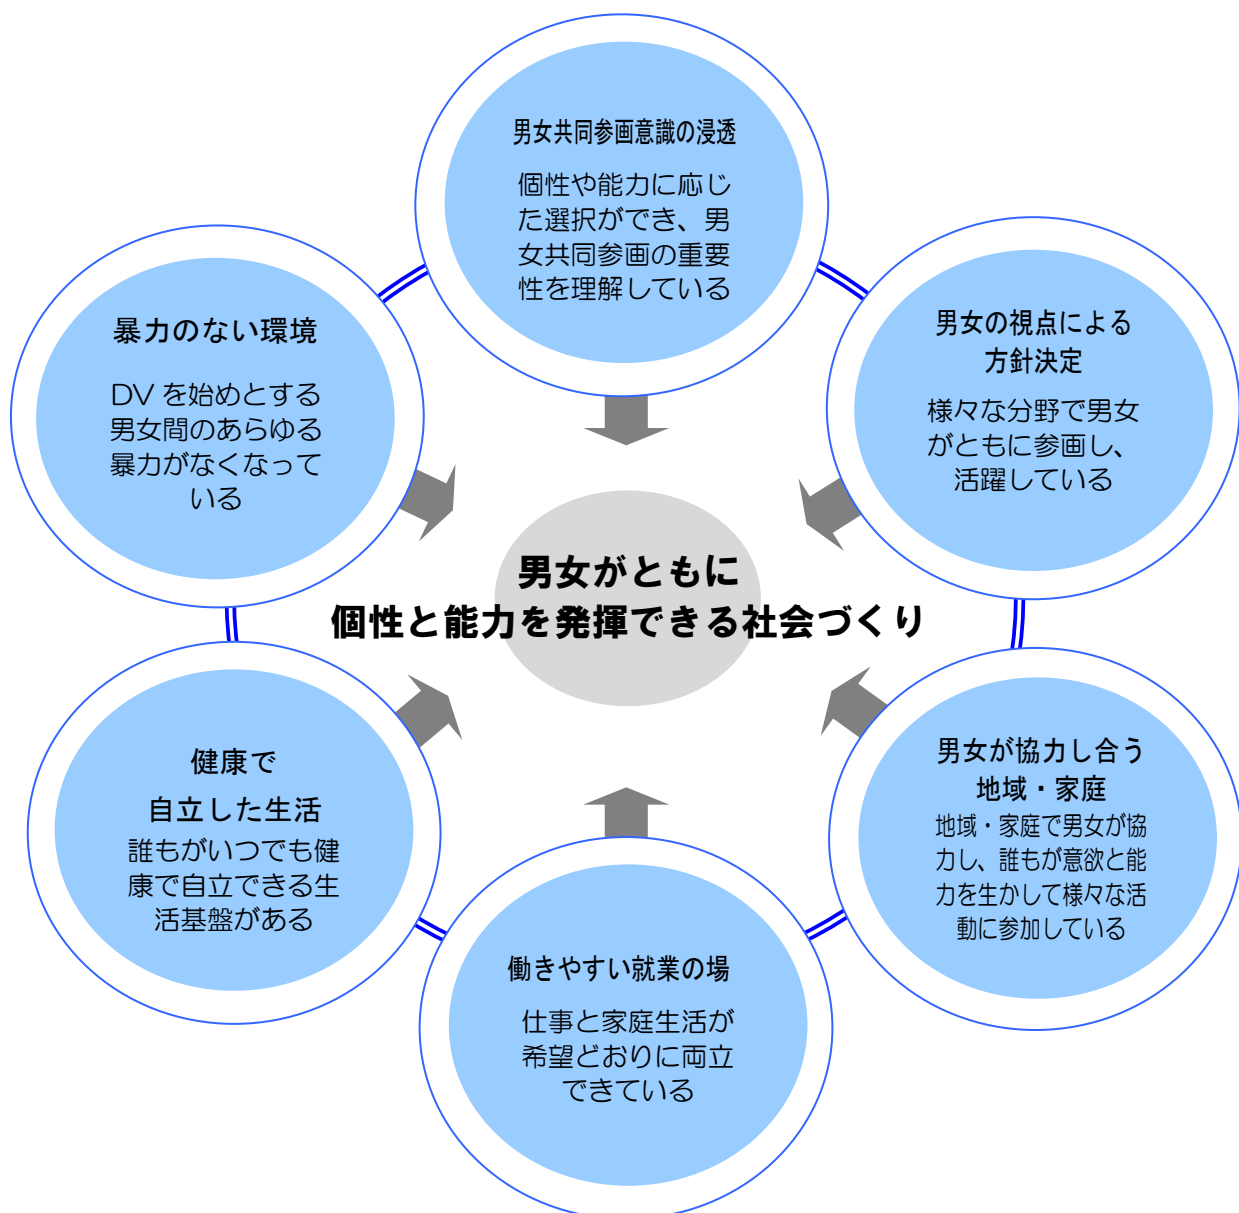 男女共同参画意識の浸透
個性や能力に応じ
た選択ができ、男
女共同参画の重要
性を理解している
男女の視点による
方針決定
様々な分野で男女
がともに参画し、
活躍している
暴力のない環境
DV を始めとする
男女間のあらゆる
暴力がなくなって
いる
男女がともに
個性と能力を発揮できる社会づくり
健康で
自立した生活
誰もがいつでも健
康で自立できる生
活基盤がある
男女が協力し合う
地域・家庭
地域・家庭で男女が協
力し、誰もが意欲と能
力を生かして様々な活
動に参加している
働きやすい就業の場
仕事と家庭生活が
希望どおりに両立
できている